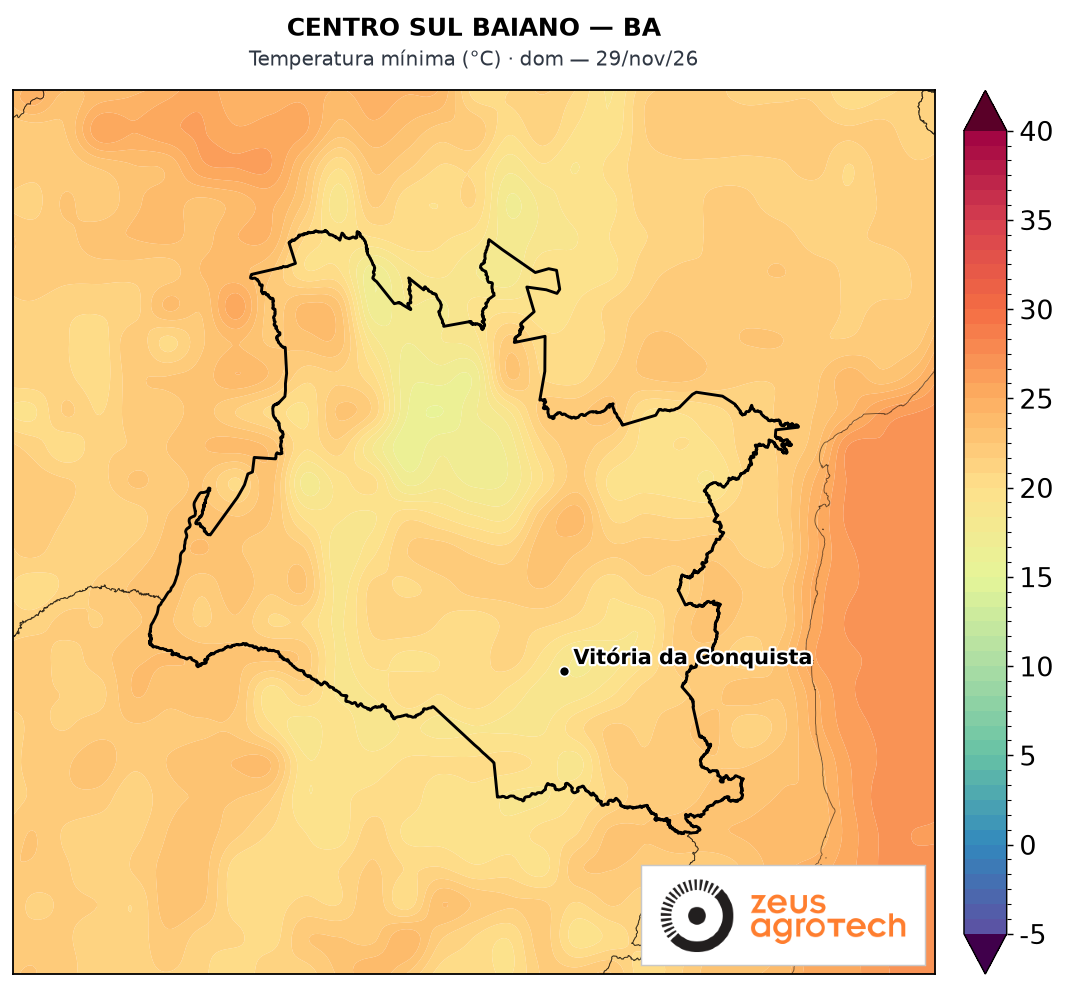 CENTRO SUL BAIANO — BA
Temperatura mínima (°C) · dom — 29/nov/26
40
35
30
25
20
15
10
5
0
-5
Vitória da Conquista
zeus
agrotech